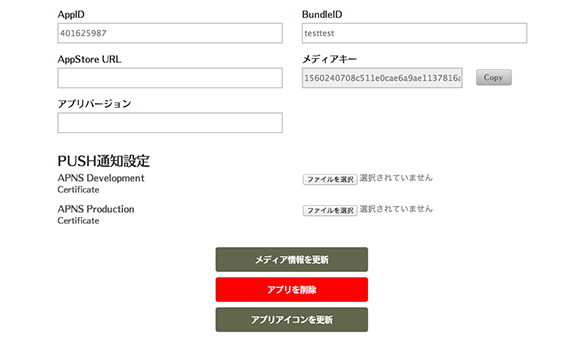 AppID
BundleID
401625987
testtest
AppStore URL
メディアキー
1560240708c511e0cae6a9ae1137816a
Copy
アプリバージョン
PUSH通知設定
APNS Development
Certificate
ファイルを選択 選択されていません
APNS Production
Certificate
ファイルを選択 選択されていません
メディア情報を更新
アプリを削除
アプリアイコンを更新